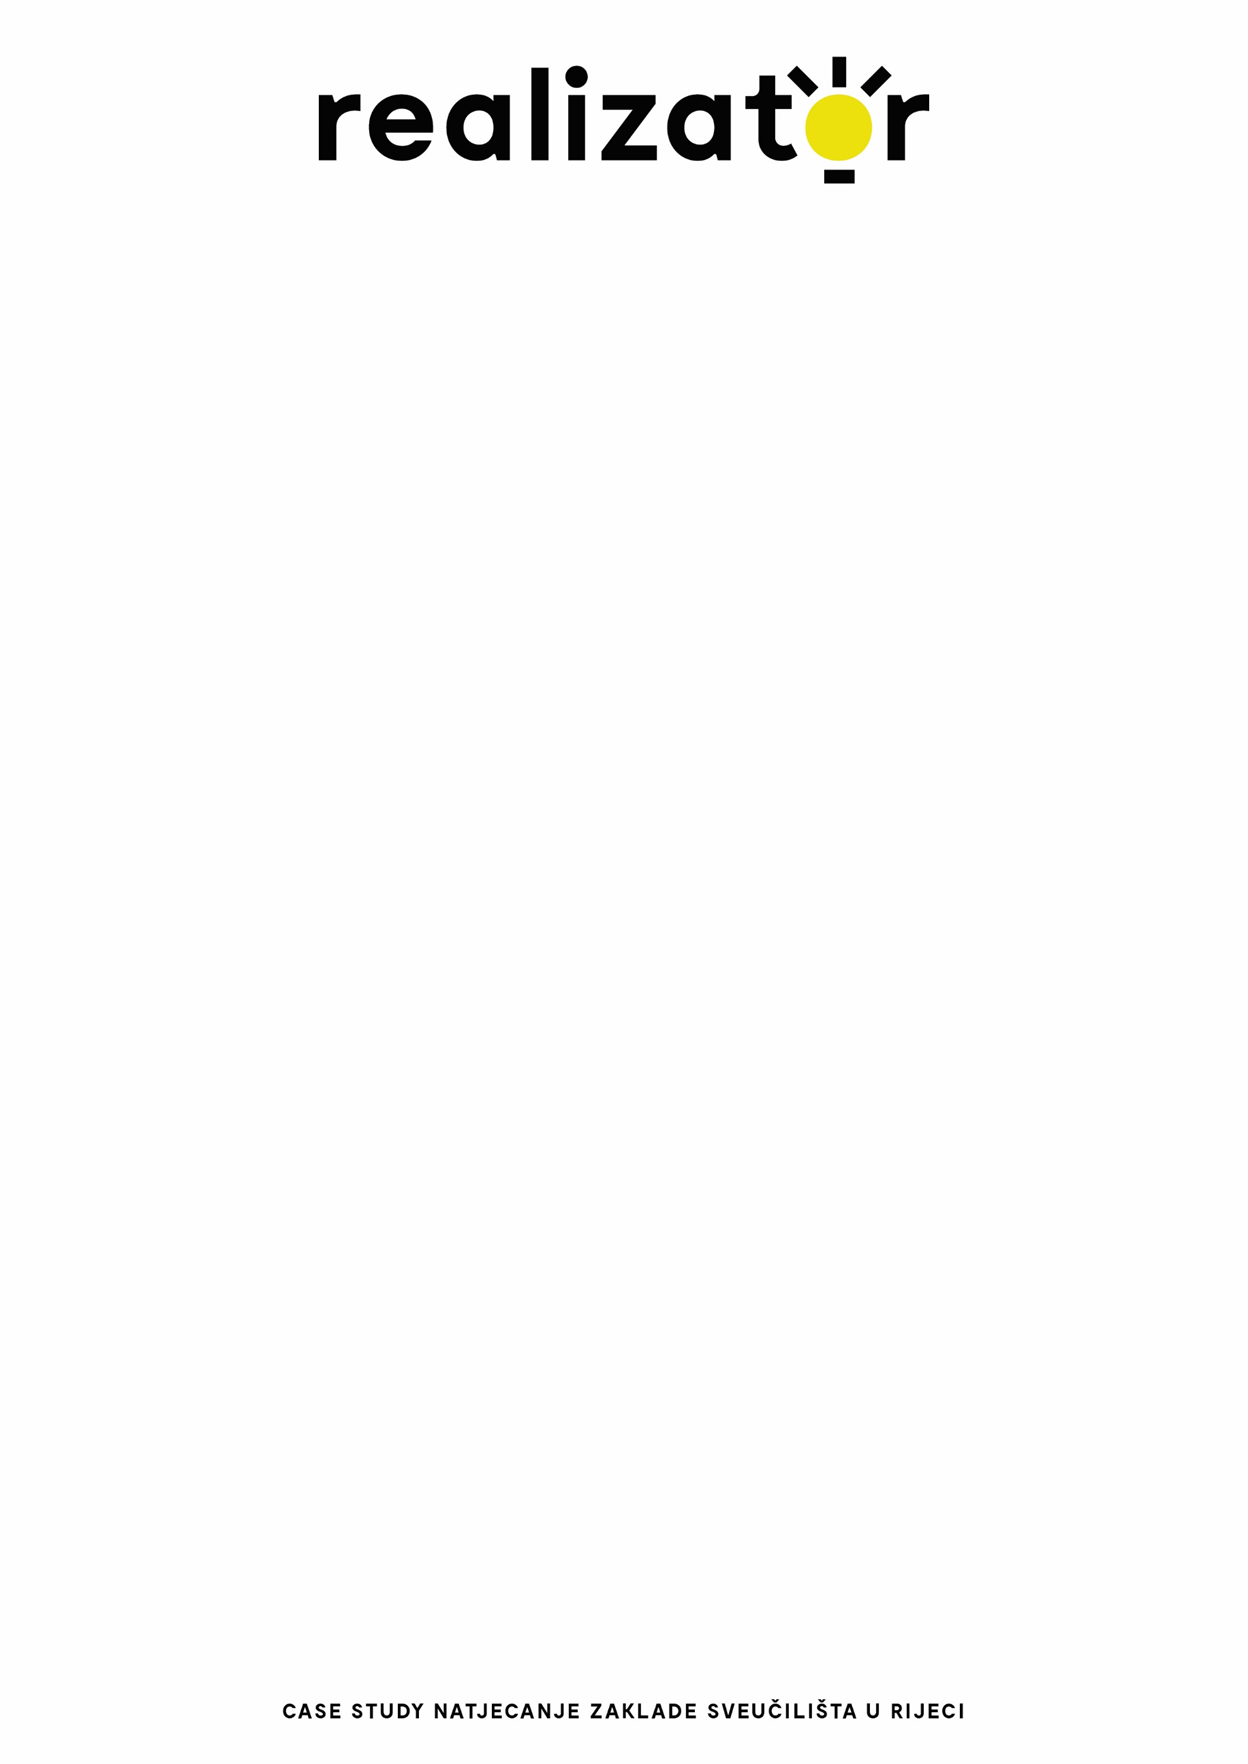 realizator
CASE STUDY NATJECANJE ZAKLADE SVEUČILIŠTA U RIJECI